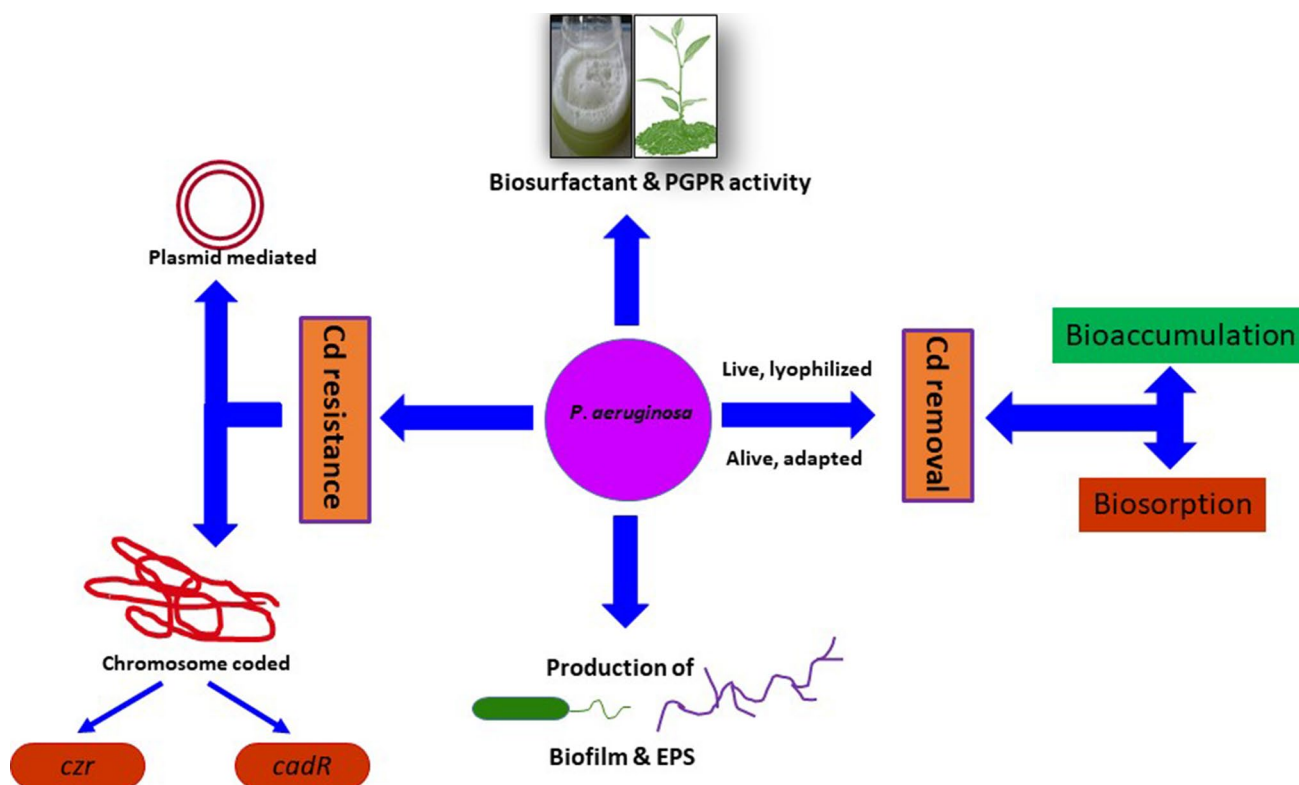 Biosurfactant & PGPR activity
Plasmid mediated
Cd resistance
P. aeruginosa
Live, lyophilized
Alive, adapted
Cd removal
Bioaccumulation
Biosorption
Chromosome coded
czr
cadR
Production of
Biofilm & EPS